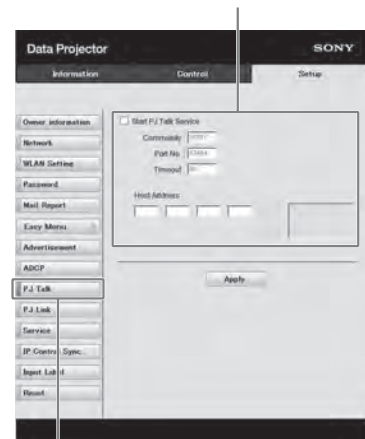 Data Projector
SONY
Information
Control
Setup
Owner information
Network
WLAN Setting
Password
Mail Report
Easy Menu
Advertisement
ADCP
PJ Talk
PJ Link
Service
IP Control Sync.
Input Label
Reset
Start PJ Talk Service
Community
Port No
Timeout
Host Address
Apply